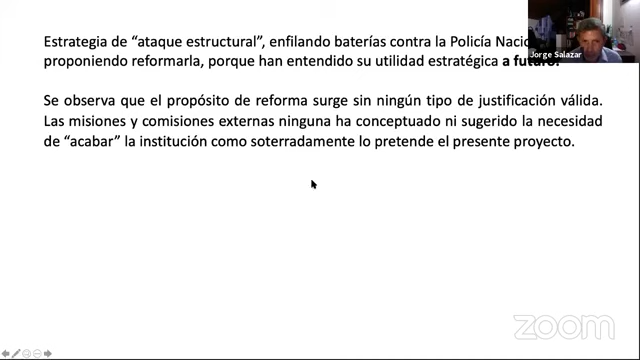 Estrategia de “ataque estructural”, enfilando baterías contra la Policía
proponiendo reformarla, porque han entendido su utilidad estratégica a futuro.
Jorge Salazar
Se observa que el propósito de reforma surge sin ningún tipo de justificación válida.
Las misiones y comisiones externas ninguna ha conceptuado ni sugerido la necesidad
de “acabar” la institución como soterradamente lo pretende el presente proyecto.
zoom